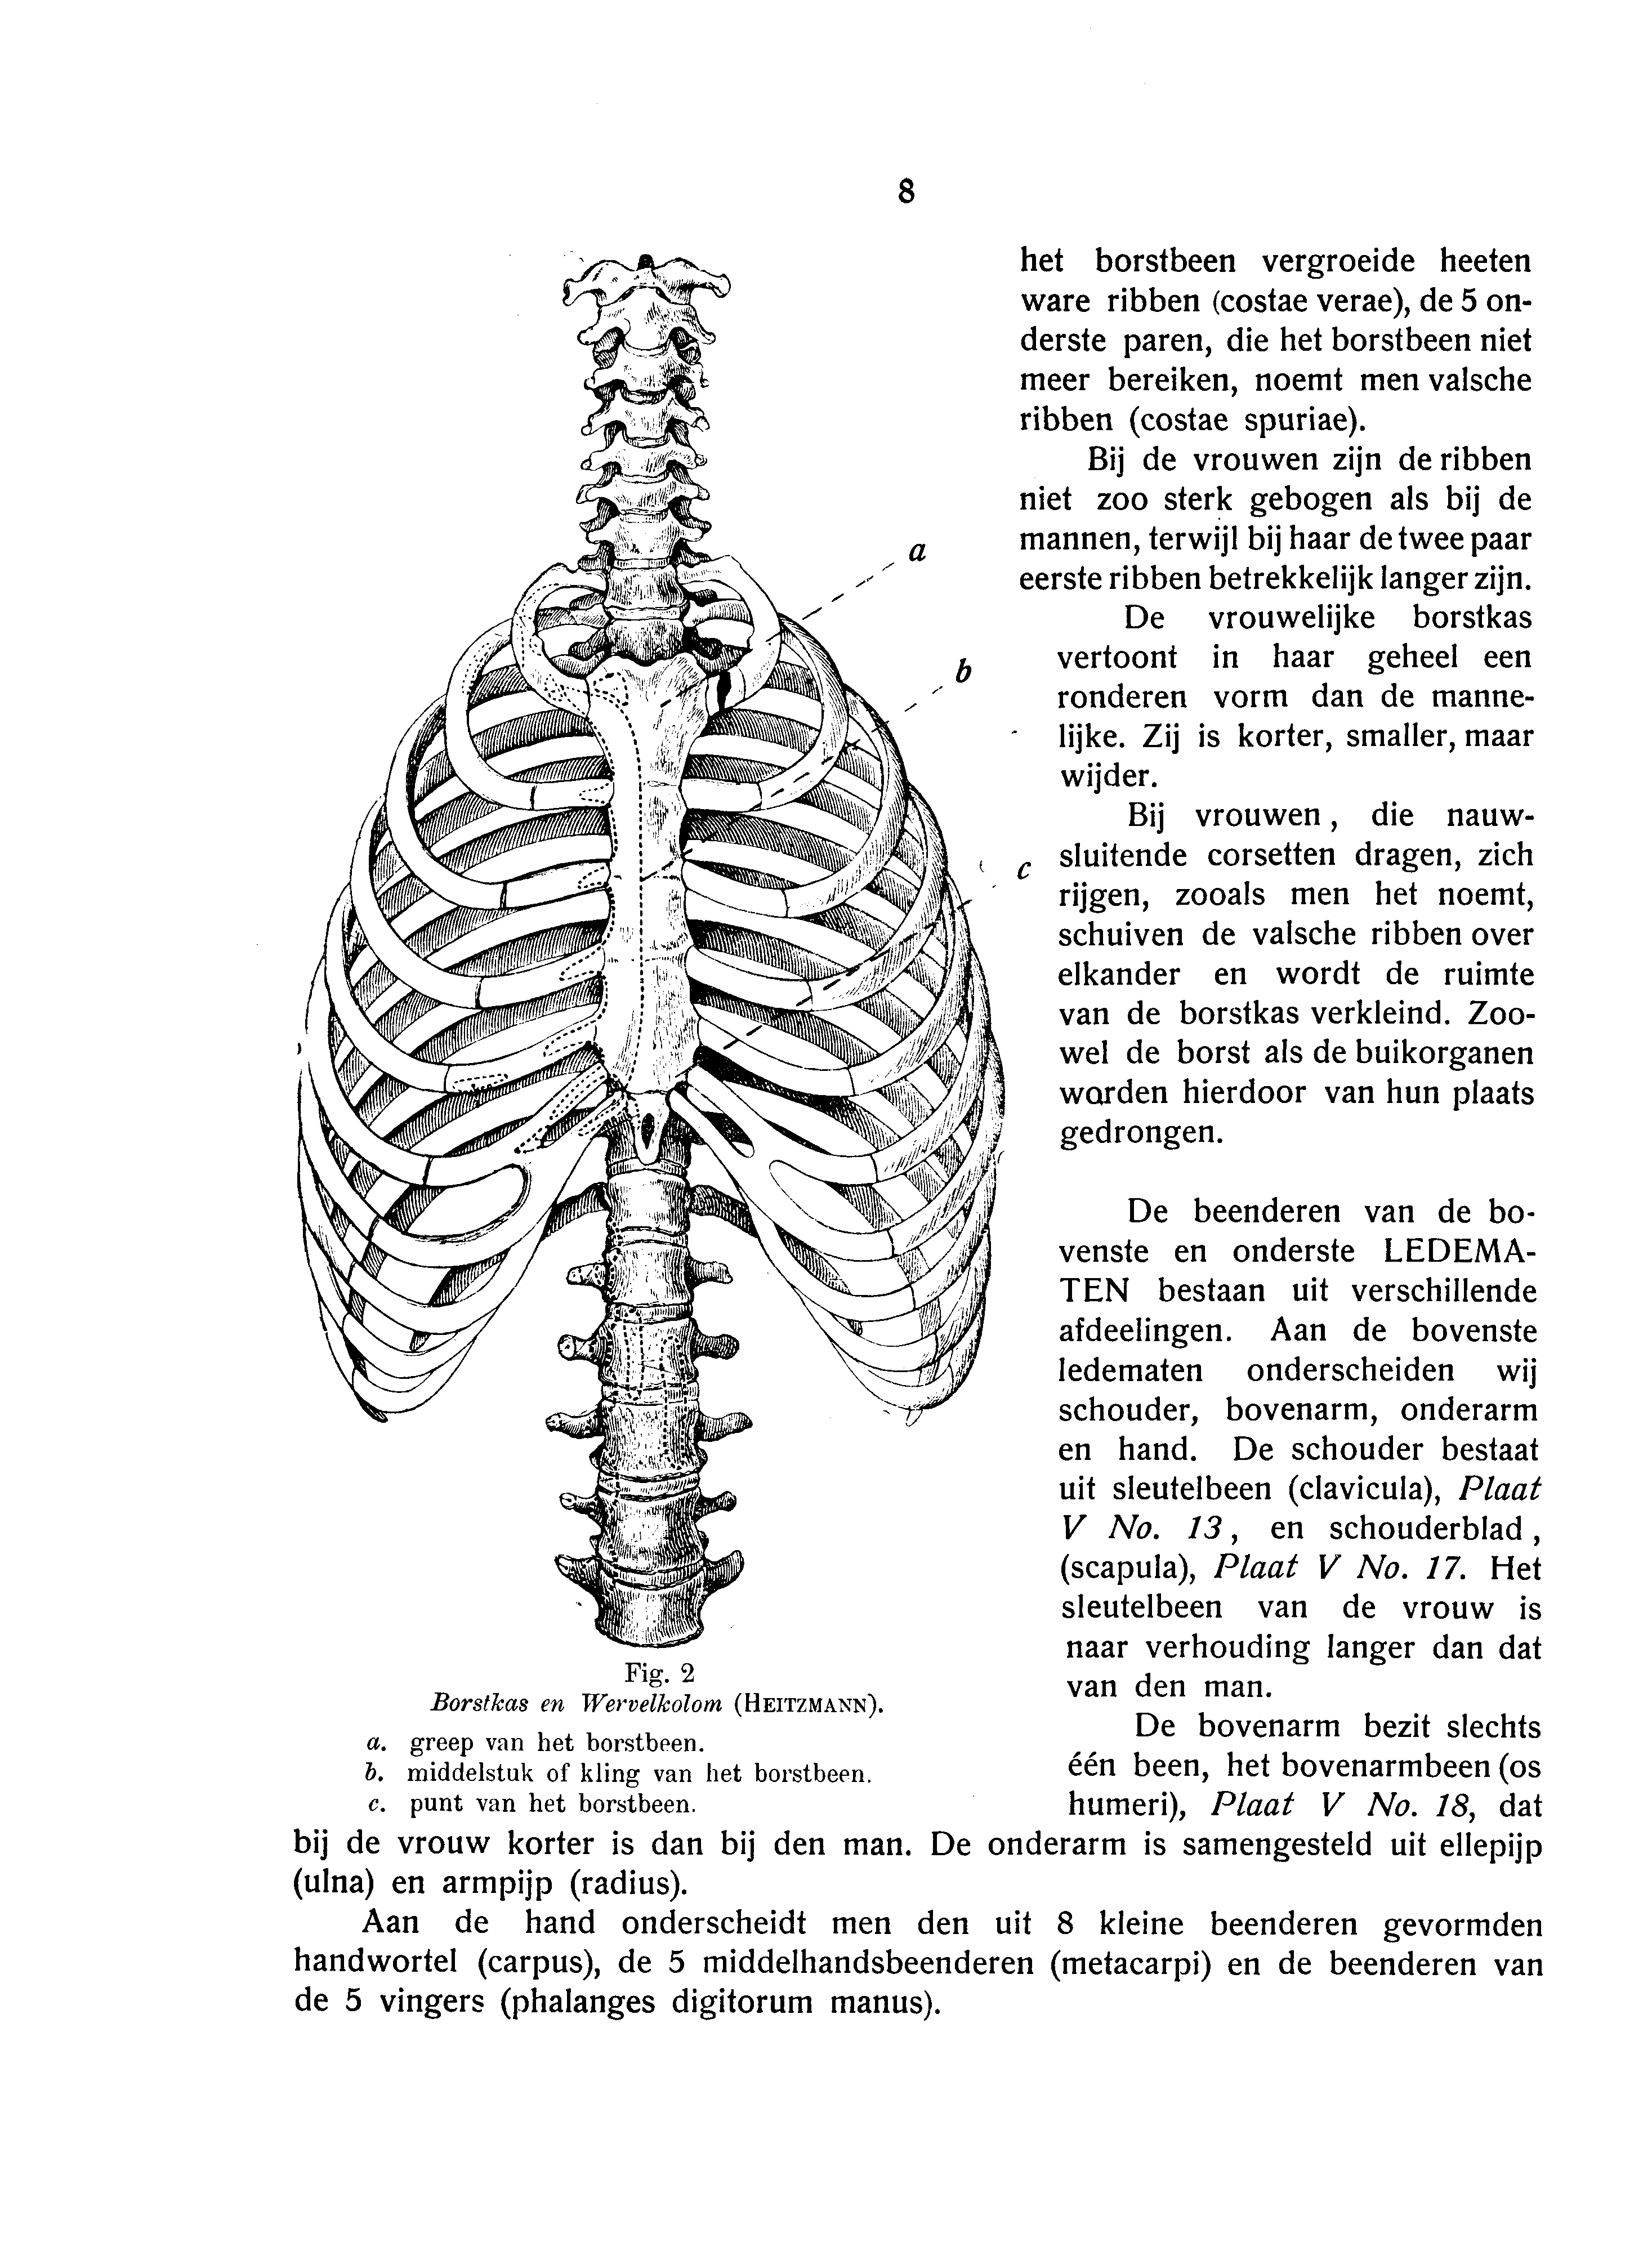 8
het borstbeen vergroeide heeten
ware ribben (costae verae), de 5 on-
derste paren, die het borstbeen niet
meer bereiken, noemt men valsche
ribben (costae spuriae).
Bij de vrouwen zijn de ribben
niet zoo sterk gebogen als bij de
mannen, terwijl bij haar de twee paar
eerste ribben betrekkelijk langer zijn.
De vrouwelijke borstkas
vertoont in haar geheel een
ronderen vorm dan de manne-
lijke. Zij is korter, smaller, maar
wijder.
Bij vrouwen, die nauw-
sluitende corsetten dragen, zich
rijgen, zooals men het noemt,
schuiven de valsche ribben over
elkander en wordt de ruimte
van de borstkas verkleind. Zoo-
wel de borst als de buikorganen
worden hierdoor van hun plaats
gedrongen.
De beenderen van de bo-
venste en onderste LEDEMA-
TEN bestaan uit verschillende
afdeelingen. Aan de bovenste
ledematen onderscheiden wij
schouder, bovenarm, onderarm
en hand. De schouder bestaat
uit sleutelbeen (clavicula), Plaat
V No. 13, en schouderblad,
(scapula), Plaat V No. 17. Het
sleutelbeen van de vrouw is
naar verhouding langer dan dat
van den man.
De bovenarm bezit slechts
één been, het bovenarmbeen (os
humeri), Plaat V No. 18, dat
a
b
c
Fig. 2
Borstkas en Wervelkolom (HEITZMANN).
a. greep van het borstbeen.
b. middelstuk of kling van het borstbeen.
c. punt van het borstbeen.
bij de vrouw korter is dan bij den man. De onderarm is samengesteld uit ellepijp
(ulna) en armpijp (radius).
Aan de hand onderscheidt men den uit 8 kleine beenderen gevormden
handwortel (carpus), de 5 middelhandsbeenderen (metacarpi) en de beenderen van
de 5 vingers (phalanges digitorum manus).